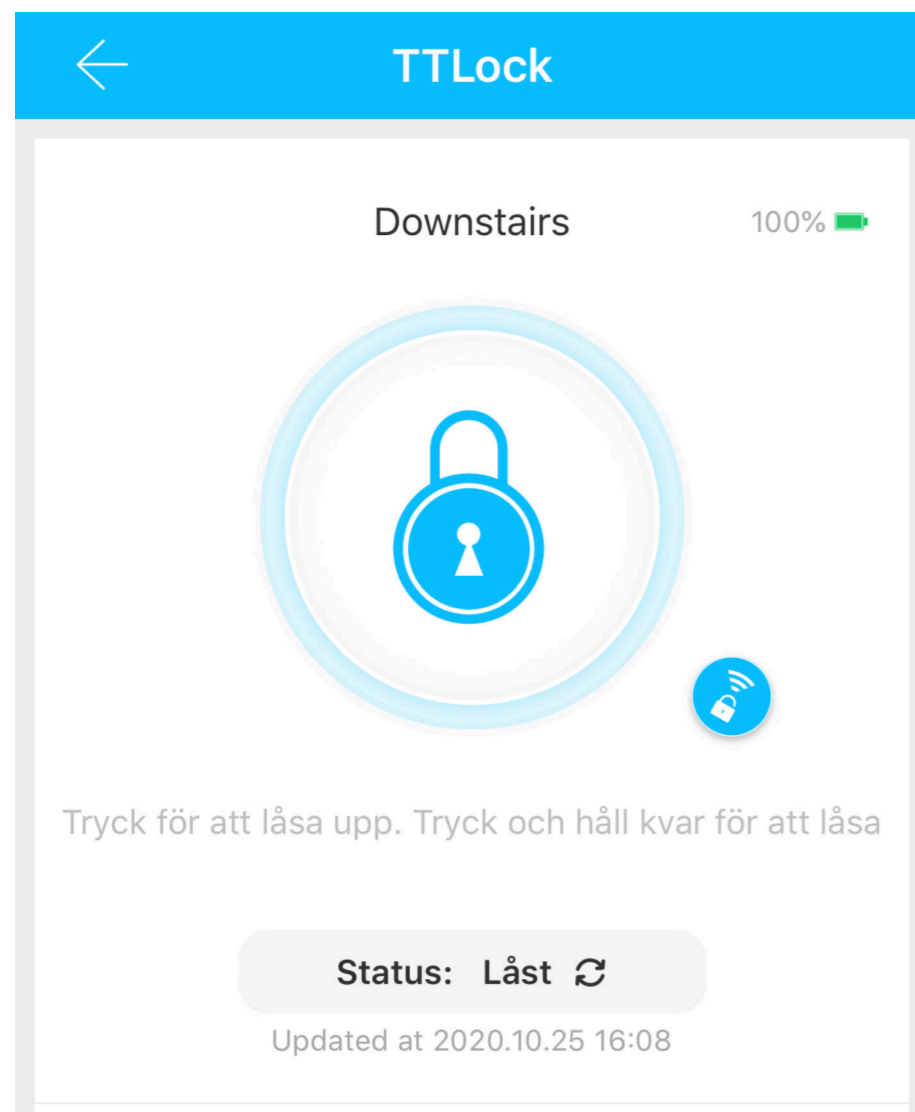 TTLock
Downstairs 100%
Tryck för att låsa upp. Tryck och håll kvar för att låsa
Status: Låst
Updated at 2020.10.25 16:08